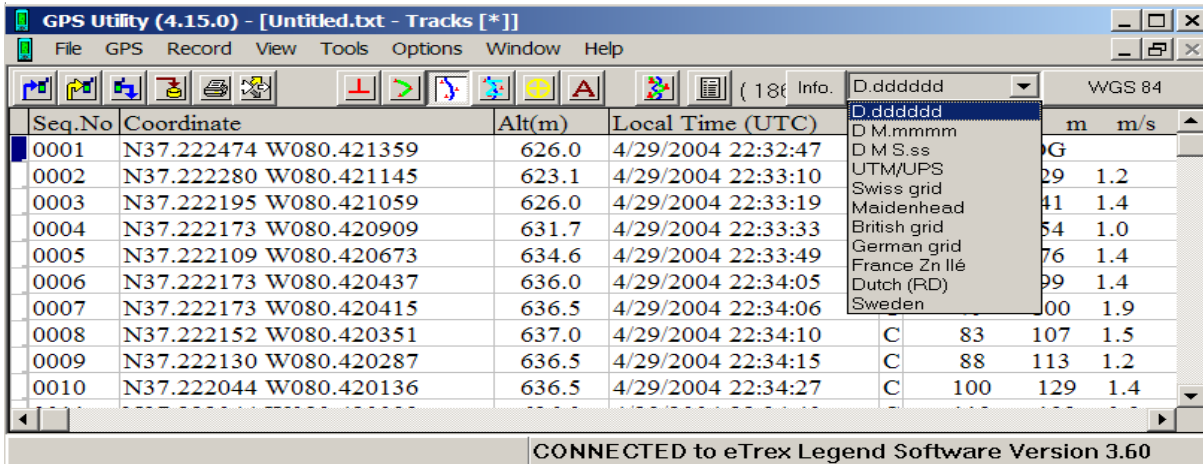 GPS Utility (4.15.0) - [Untitled.txt - Tracks [*]]
File GPS Record View Tools Options Window Help
A ( 186 Info. D.dddddd WGS 84
Seq.No Coordinate Alt(m) Local Time (UTC) m m/s
D.dddddd
D M.mmmm
D M S.ss
UTM/UPS
Swiss grid
Maidenhead
British grid
German grid
France Zn IIé
Dutch (RD)
Sweden
0001 N37.222474 W080.421359 626.0 4/29/2004 22:32:47
0002 N37.222280 W080.421145 623.1 4/29/2004 22:33:10 29 1.2
0003 N37.222195 W080.421059 626.0 4/29/2004 22:33:19 41 1.4
0004 N37.222173 W080.420909 631.7 4/29/2004 22:33:33 54 1.0
0005 N37.222109 W080.420673 634.6 4/29/2004 22:33:49 76 1.4
0006 N37.222173 W080.420437 636.0 4/29/2004 22:34:05 99 1.4
0007 N37.222173 W080.420415 636.5 4/29/2004 22:34:06 1.9
0008 N37.222152 W080.420351 637.0 4/29/2004 22:34:10 C 83 107 1.5
0009 N37.222130 W080.420287 636.5 4/29/2004 22:34:15 C 88 113 1.2
0010 N37.222044 W080.420136 636.5 4/29/2004 22:34:27 C 100 129 1.4
CONNECTED to eTrex Legend Software Version 3.60